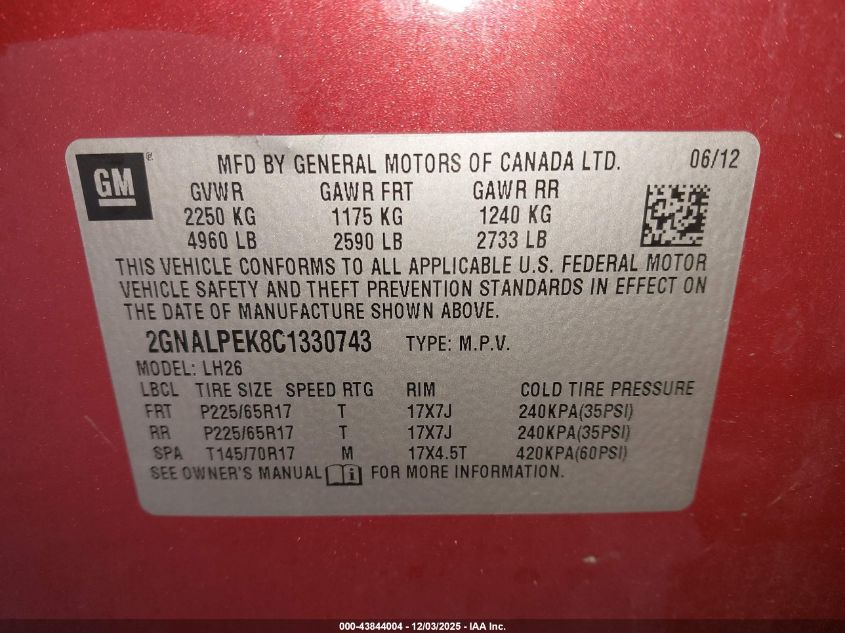 GM
MFD BY GENERAL MOTORS OF CANADA LTD. 06/12
GVWR GAWR FRT GAWR RR
2250 KG 1175 KG 1240 KG
4960 LB 2590 LB 2733 LB
THIS VEHICLE CONFORMS TO ALL APPLICABLE U.S. FEDERAL MOTOR
VEHICLE SAFETY AND THEFT PREVENTION STANDARDS IN EFFECT ON
THE DATE OF MANUFACTURE SHOWN ABOVE.
2GNALPEK8C1330743 TYPE: M.P.V.
MODEL: LH26
LBCL TIRE SIZE SPEED RTG RIM COLD TIRE PRESSURE
FRT P225/65R17 T 17X7J 240KPA(35PSI)
RR P225/65R17 T 17X7J 240KPA(35PSI)
SPA T145/70R17 M 17X4.5T 420KPA(60PSI)
SEE OWNER'S MANUAL i FOR MORE INFORMATION.
000-43844004 - 12/03/2025 - IAA Inc.